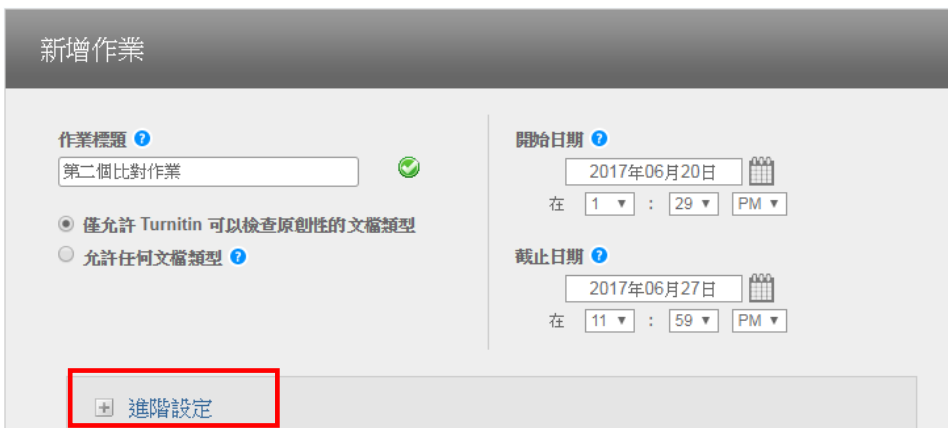 新增作業
作業標題
第二個比對作業
僅允許 Turnitin 可以檢查原創性的文檔類型
允許任何文檔類型
開始日期
2017年06月20日
在 1 : 29 PM
截止日期
2017年06月27日
在 11 : 59 PM
進階設定